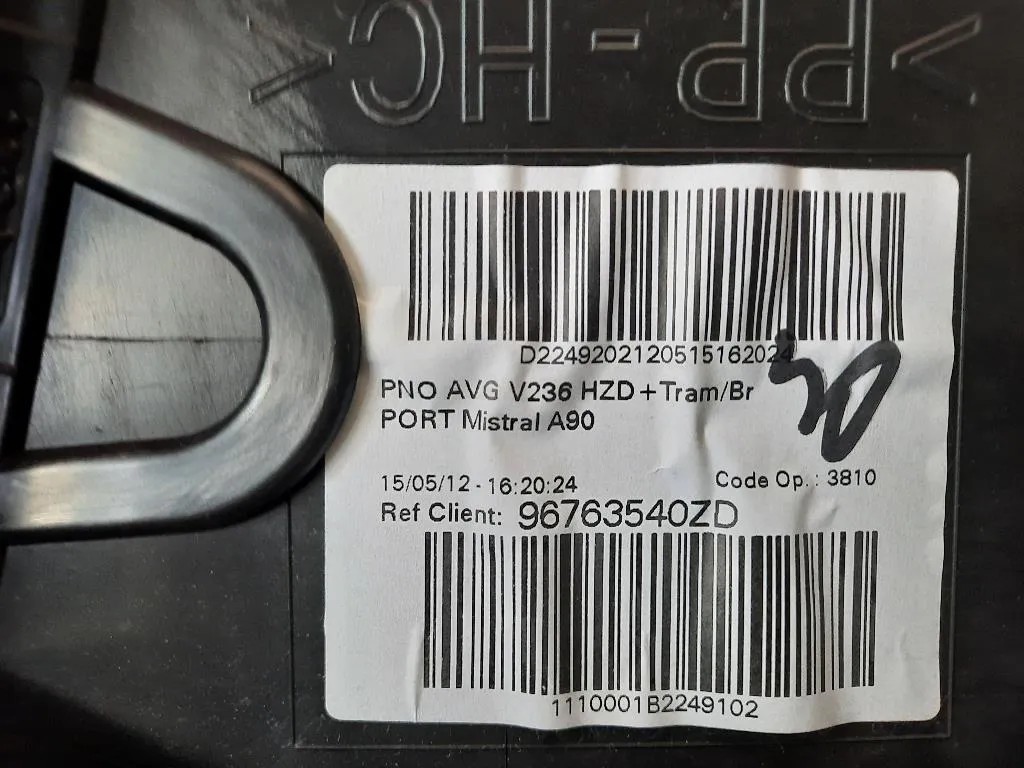 >PP-HC<
D2249202120515162024
PNO AVG V236 HZD+Tram/Br
PORT Mistral A90
15/05/12 - 16:20:24 Code Op. : 3810
Ref Client: 96763540ZD
1110001B2249102